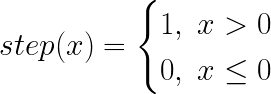 step(x) = { 1, x > 0
0, x ≤ 0